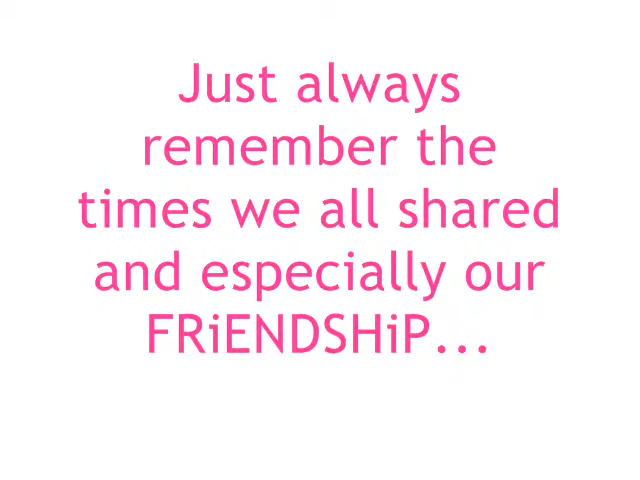 Just always
remember the
times we all shared
and especially our
FRiENDSHiP...